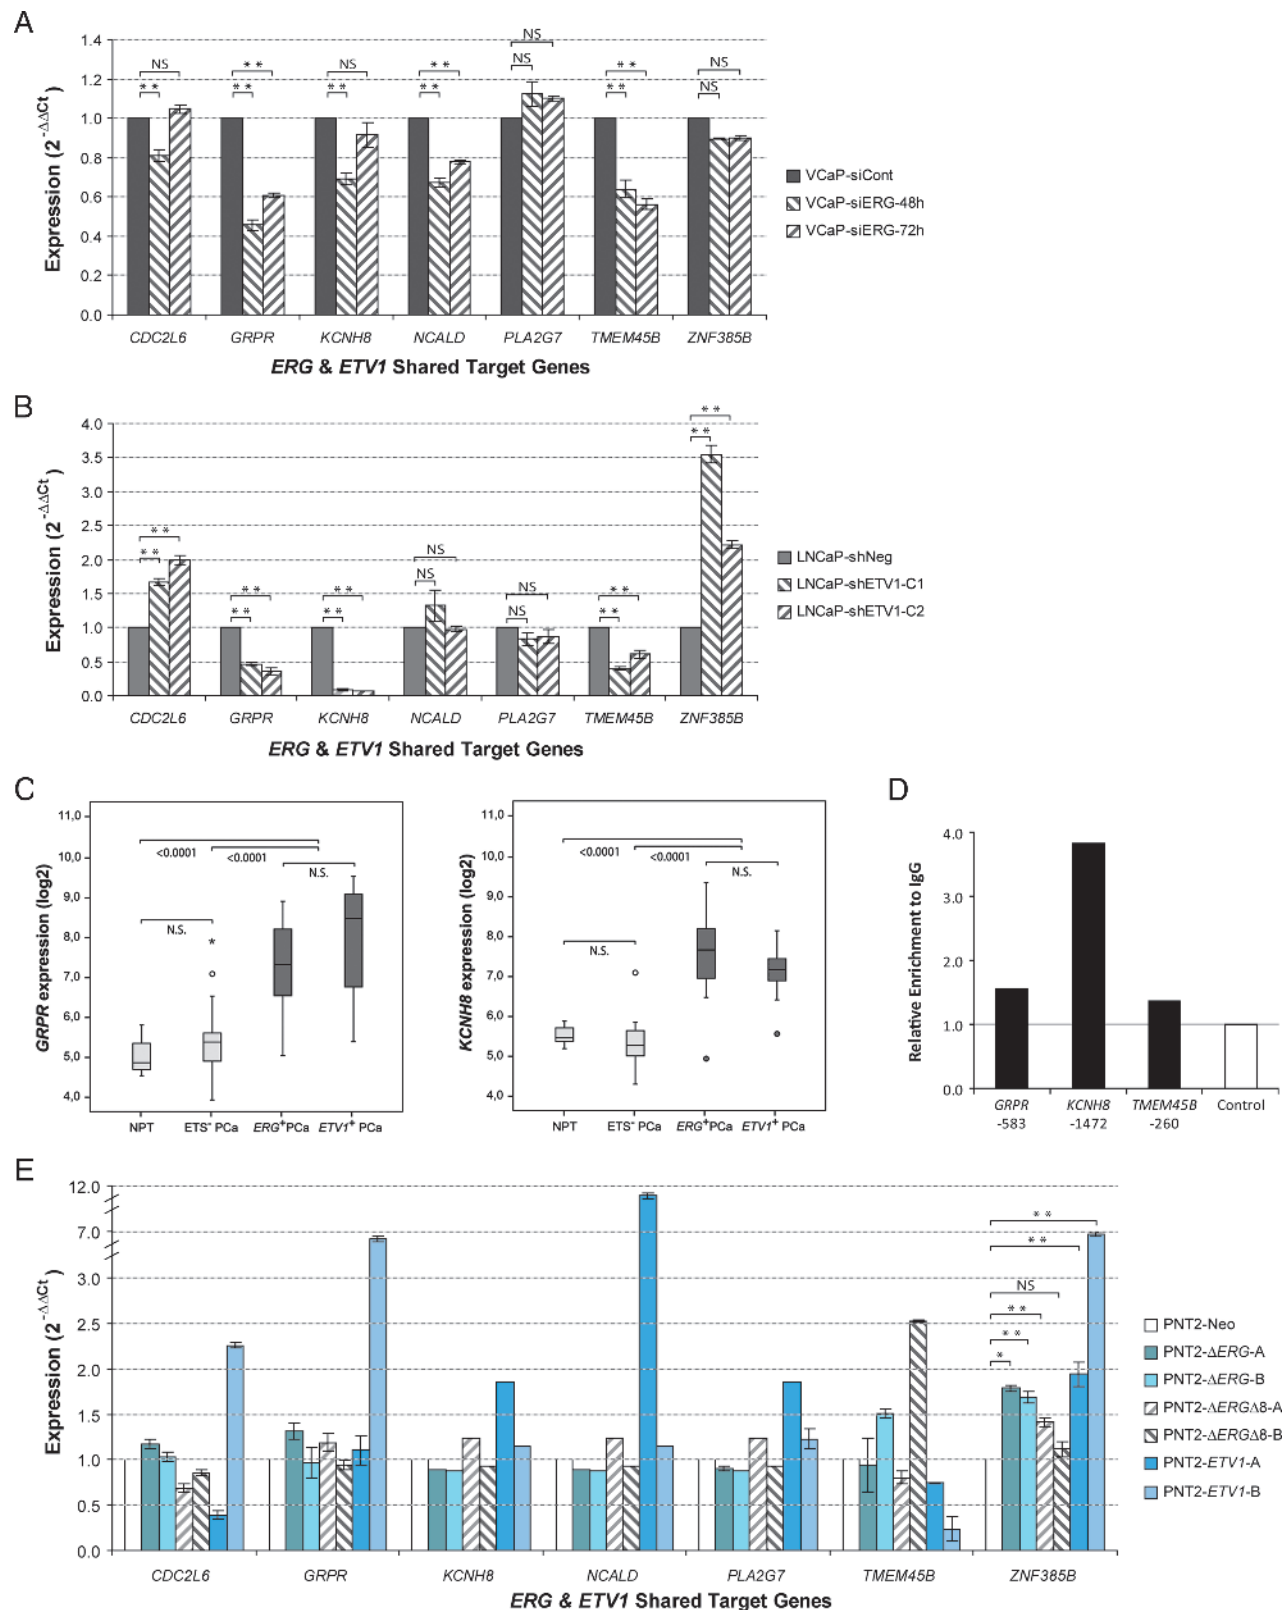 A
Expression (2^-ΔΔCt)
1.4
1.2
1.0
0.8
0.6
0.4
0.2
0.0
NS
* *
* *
* *
NS
* *
* *
* *
NS
NS
* *
* *
NS
NS
CDC2L6 GRPR KCNH8 NCALD PLA2G7 TMEM45B ZNF385B
ERG & ETV1 Shared Target Genes
VCaP-siCont
VCaP-siERG-48h
VCaP-siERG-72h
B
Expression (2^-ΔΔCt)
4.0
3.5
3.0
2.5
2.0
1.5
1.0
0.5
0.0
* *
* *
* *
* *
* *
* *
NS
NS
NS
NS
* *
* *
* *
* *
CDC2L6 GRPR KCNH8 NCALD PLA2G7 TMEM45B ZNF385B
ERG & ETV1 Shared Target Genes
LNCaP-shNeg
LNCaP-shETV1-C1
LNCaP-shETV1-C2
C
GRPR expression (log2)
11,0
10,0
9,0
8,0
7,0
6,0
5,0
4,0
<0.0001
<0.0001
N.S.
N.S.
*
NPT ETS- PCa ERG+PCa ETV1+ PCa
KCNH8 expression (log2)
11,0
10,0
9,0
8,0
7,0
6,0
5,0
4,0
<0.0001
<0.0001
N.S.
N.S.
NPT ETS- PCa ERG+PCa ETV1+ PCa
D
Relative Enrichment to IgG
4.0
3.0
2.0
1.0
0.0
GRPR KCNH8 TMEM45B Control
-583 -1472 -260
E
Expression (2^-ΔΔCt)
12.0
7.0
3.0
2.5
2.0
1.5
1.0
0.5
0.0
* *
* *
NS
* *
* *
*
CDC2L6 GRPR KCNH8 NCALD PLA2G7 TMEM45B ZNF385B
ERG & ETV1 Shared Target Genes
PNT2-Neo
PNT2-ΔERG-A
PNT2-ΔERG-B
PNT2-ΔERGΔ8-A
PNT2-ΔERGΔ8-B
PNT2-ETV1-A
PNT2-ETV1-B